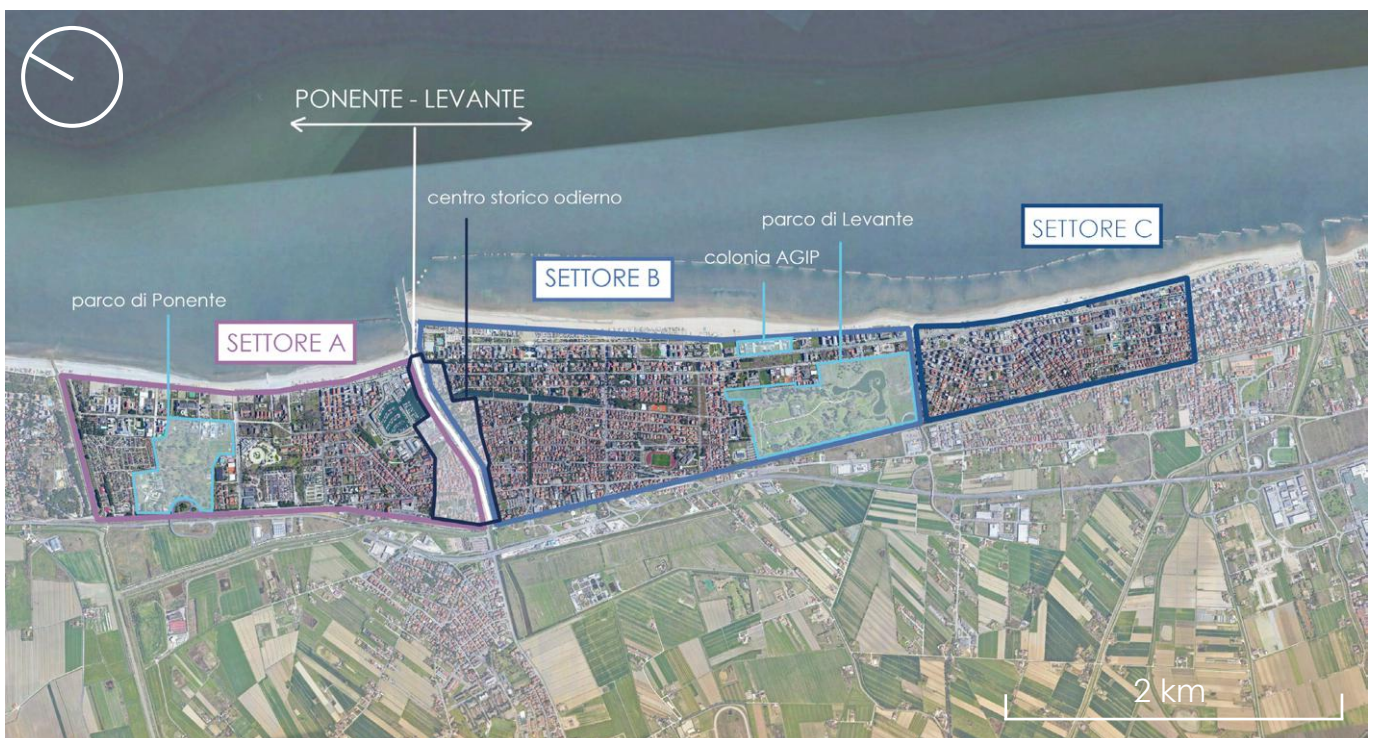 PONENTE - LEVANTE
centro storico odierno
parco di Levante
SETTORE C
colonia AGIP
SETTORE B
parco di Ponente
SETTORE A
2 km